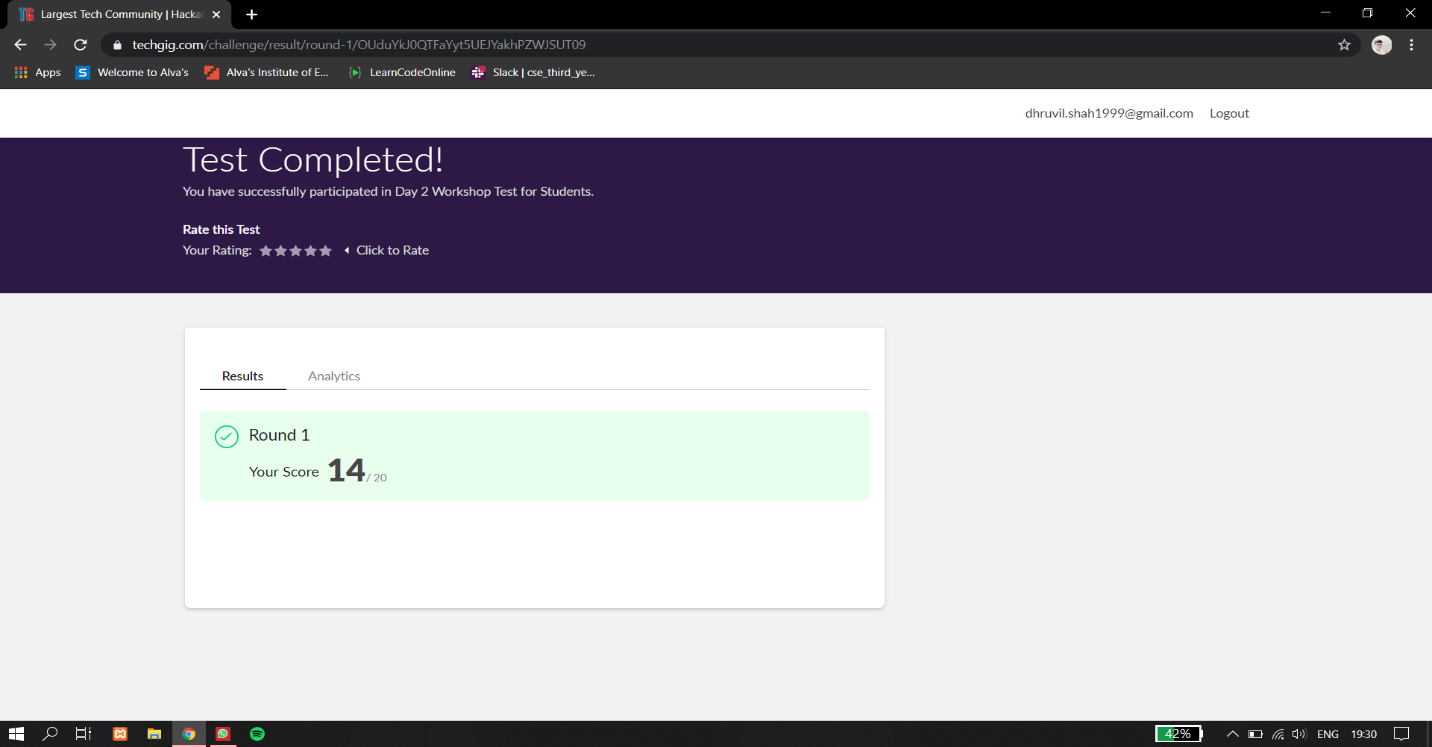 Largest Tech Community | Hacka
techgig.com/challenge/result/round-1/OUduYkJ0QTFaYyt5UEJYakhPZWJSUT09
Apps
Welcome to Alva's
Alva's Institute of E...
LearnCodeOnline
Slack | cse_third_ye...
dhruvil.shah1999@gmail.com Logout
Test Completed!
You have successfully participated in Day 2 Workshop Test for Students.
Rate this Test
Your Rating: Click to Rate
Results Analytics
Round 1
Your Score 14 / 20
42% ENG 19:30